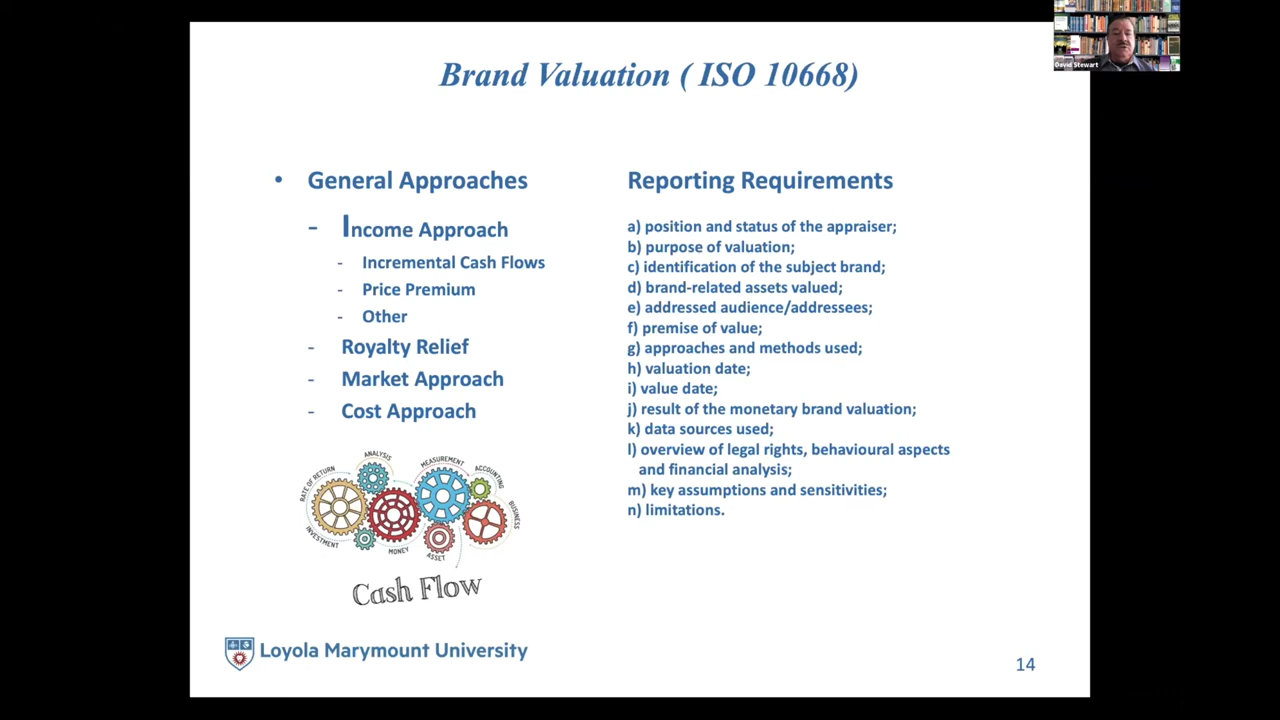 David Stewart
Brand Valuation ( ISO 10668)
• General Approaches
- Income Approach
- Incremental Cash Flows
- Price Premium
- Other
- Royalty Relief
- Market Approach
- Cost Approach
RATE OF RETURN
ANALYSIS
MEASUREMENT
ACCOUNTING
BUSINESS
INVESTMENT
MONEY
ASSET
Cash Flow
Reporting Requirements
a) position and status of the appraiser;
b) purpose of valuation;
c) identification of the subject brand;
d) brand-related assets valued;
e) addressed audience/addressees;
f) premise of value;
g) approaches and methods used;
h) valuation date;
i) value date;
j) result of the monetary brand valuation;
k) data sources used;
l) overview of legal rights, behavioural aspects
and financial analysis;
m) key assumptions and sensitivities;
n) limitations.
Loyola Marymount University
14